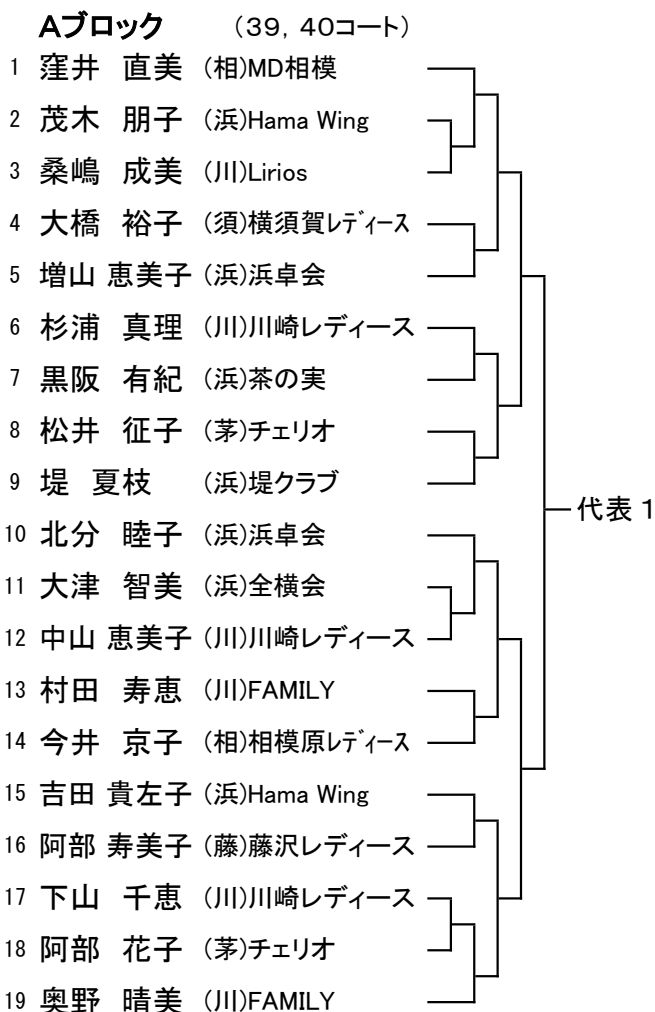 Aブロック (39, 40コート)
1 窪井 直美 (相)MD相模
2 茂木 朋子 (浜)Hama Wing
3 桑嶋 成美 (川)Lirios
4 大橋 裕子 (須)横須賀レディース
5 増山 恵美子 (浜)浜卓会
6 杉浦 真理 (川)川崎レディース
7 黒阪 有紀 (浜)茶の実
8 松井 征子 (茅)チェリオ
9 堤 夏枝 (浜)堤クラブ
代表 1
10 北分 睦子 (浜)浜卓会
11 大津 智美 (浜)全横会
12 中山 恵美子 (川)川崎レディース
13 村田 寿恵 (川)FAMILY
14 今井 京子 (相)相模原レディース
15 吉田 貴左子 (浜)Hama Wing
16 阿部 寿美子 (藤)藤沢レディース
17 下山 千恵 (川)川崎レディース
18 阿部 花子 (茅)チェリオ
19 奥野 晴美 (川)FAMILY